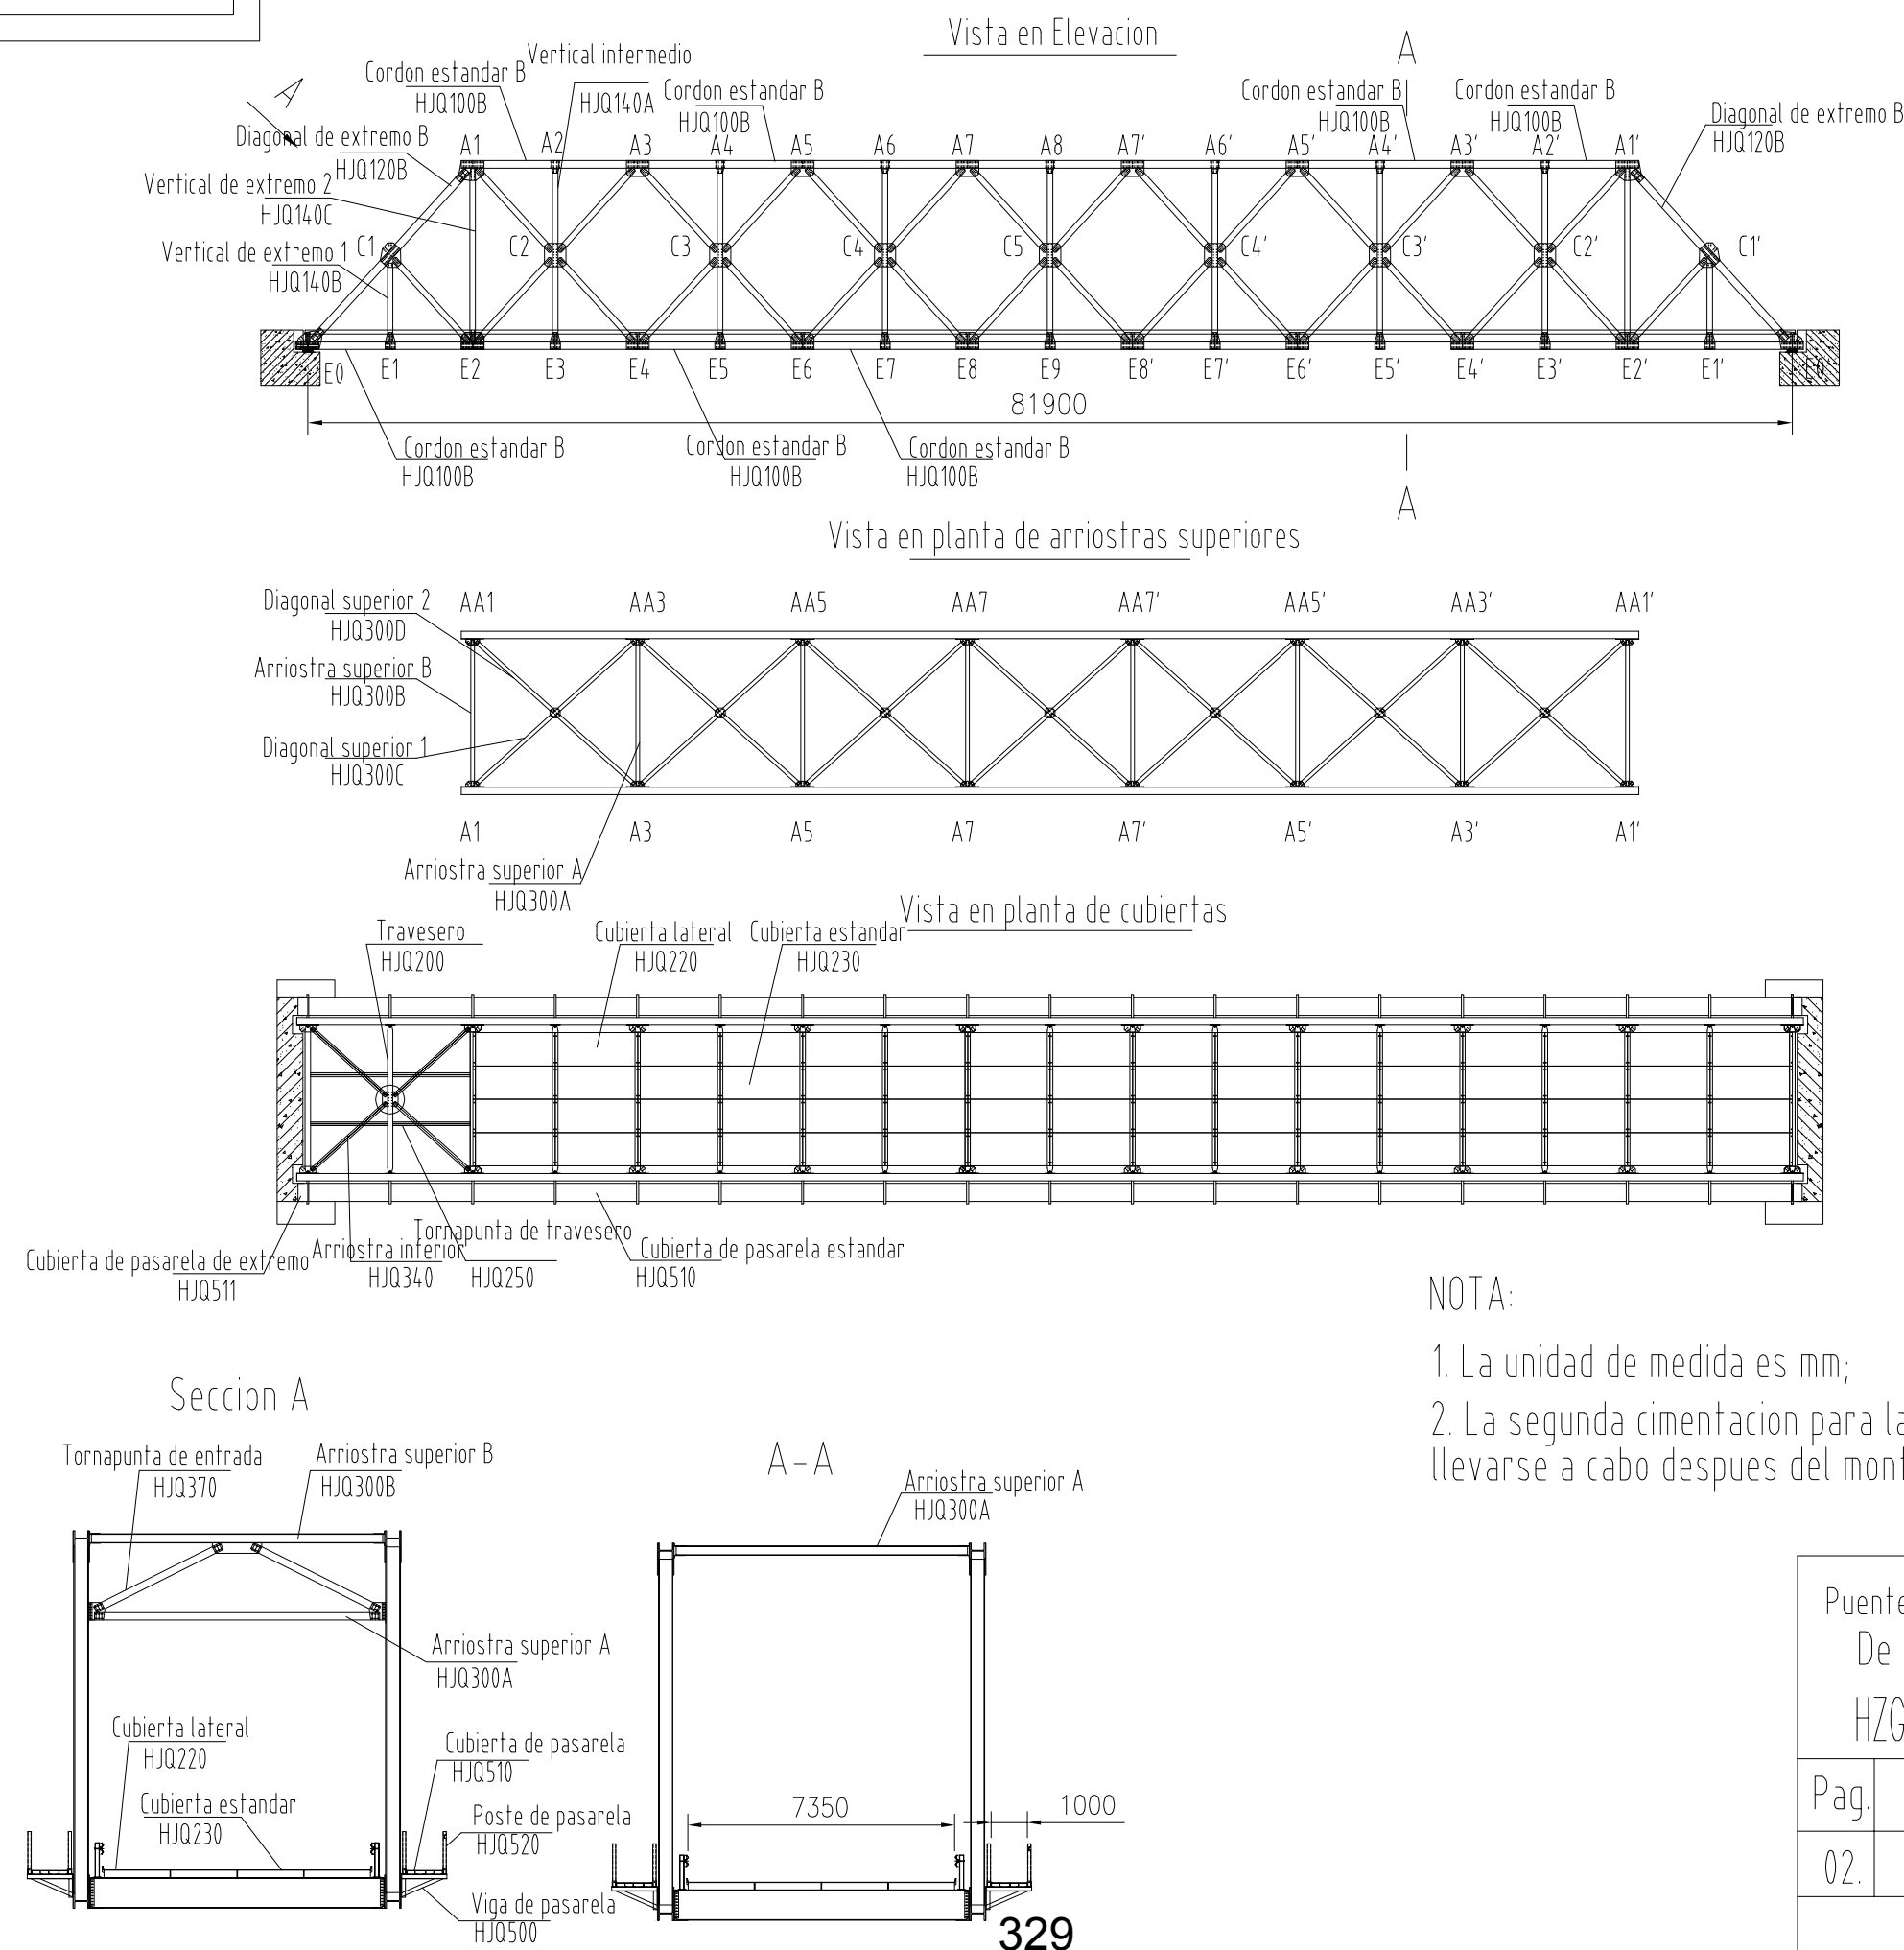 Vista en Elevacion
A
A
Vertical intermedio
HJQ140A
Cordon estandar B
HJQ100B
Cordon estandar B
HJQ100B
Cordon estandar B
HJQ100B
Cordon estandar B
HJQ100B
Diagonal de extremo B
HJQ120B
Diagonal de extremo B
HJQ120B
A1 A2 A3 A4 A5 A6 A7 A8 A7' A6' A5' A4' A3' A2' A1'
Vertical de extremo 2
HJQ140C
Vertical de extremo 1
HJQ140B
C1 C2 C3 C4 C5 C4' C3' C2' C1'
E0 E1 E2 E3 E4 E5 E6 E7 E8 E9 E8' E7' E6' E5' E4' E3' E2' E1' E0'
81900
Cordon estandar B
HJQ100B
Cordon estandar B
HJQ100B
Cordon estandar B
HJQ100B
A
Vista en planta de arriostras superiores
Diagonal superior 2
HJQ300D
AA1 AA3 AA5 AA7 AA7' AA5' AA3' AA1'
Arriostra superior B
HJQ300B
Diagonal superior 1
HJQ300C
A1 A3 A5 A7 A7' A5' A3' A1'
Arriostra superior A
HJQ300A
Vista en planta de cubiertas
Travesero
HJQ200
Cubierta lateral
HJQ220
Cubierta estandar
HJQ230
Cubierta de pasarela de extremo
HJQ511
Arriostra inferior
HJQ340
Tornapunta de travesero
HJQ250
Cubierta de pasarela estandar
HJQ510
NOTA:
1. La unidad de medida es mm;
2. La segunda cimentacion para la
llevarse a cabo despues del
Seccion A
Tornapunta de entrada
HJQ370
Arriostra superior B
HJQ300B
Arriostra superior A
HJQ300A
Cubierta lateral
HJQ220
Cubierta estandar
HJQ230
Cubierta de pasarela
HJQ510
Poste de pasarela
HJQ520
Viga de pasarela
HJQ500
A-A
Arriostra superior A
HJQ300A
7350
1000
329
Puente
De
HZG
Pag.
02.